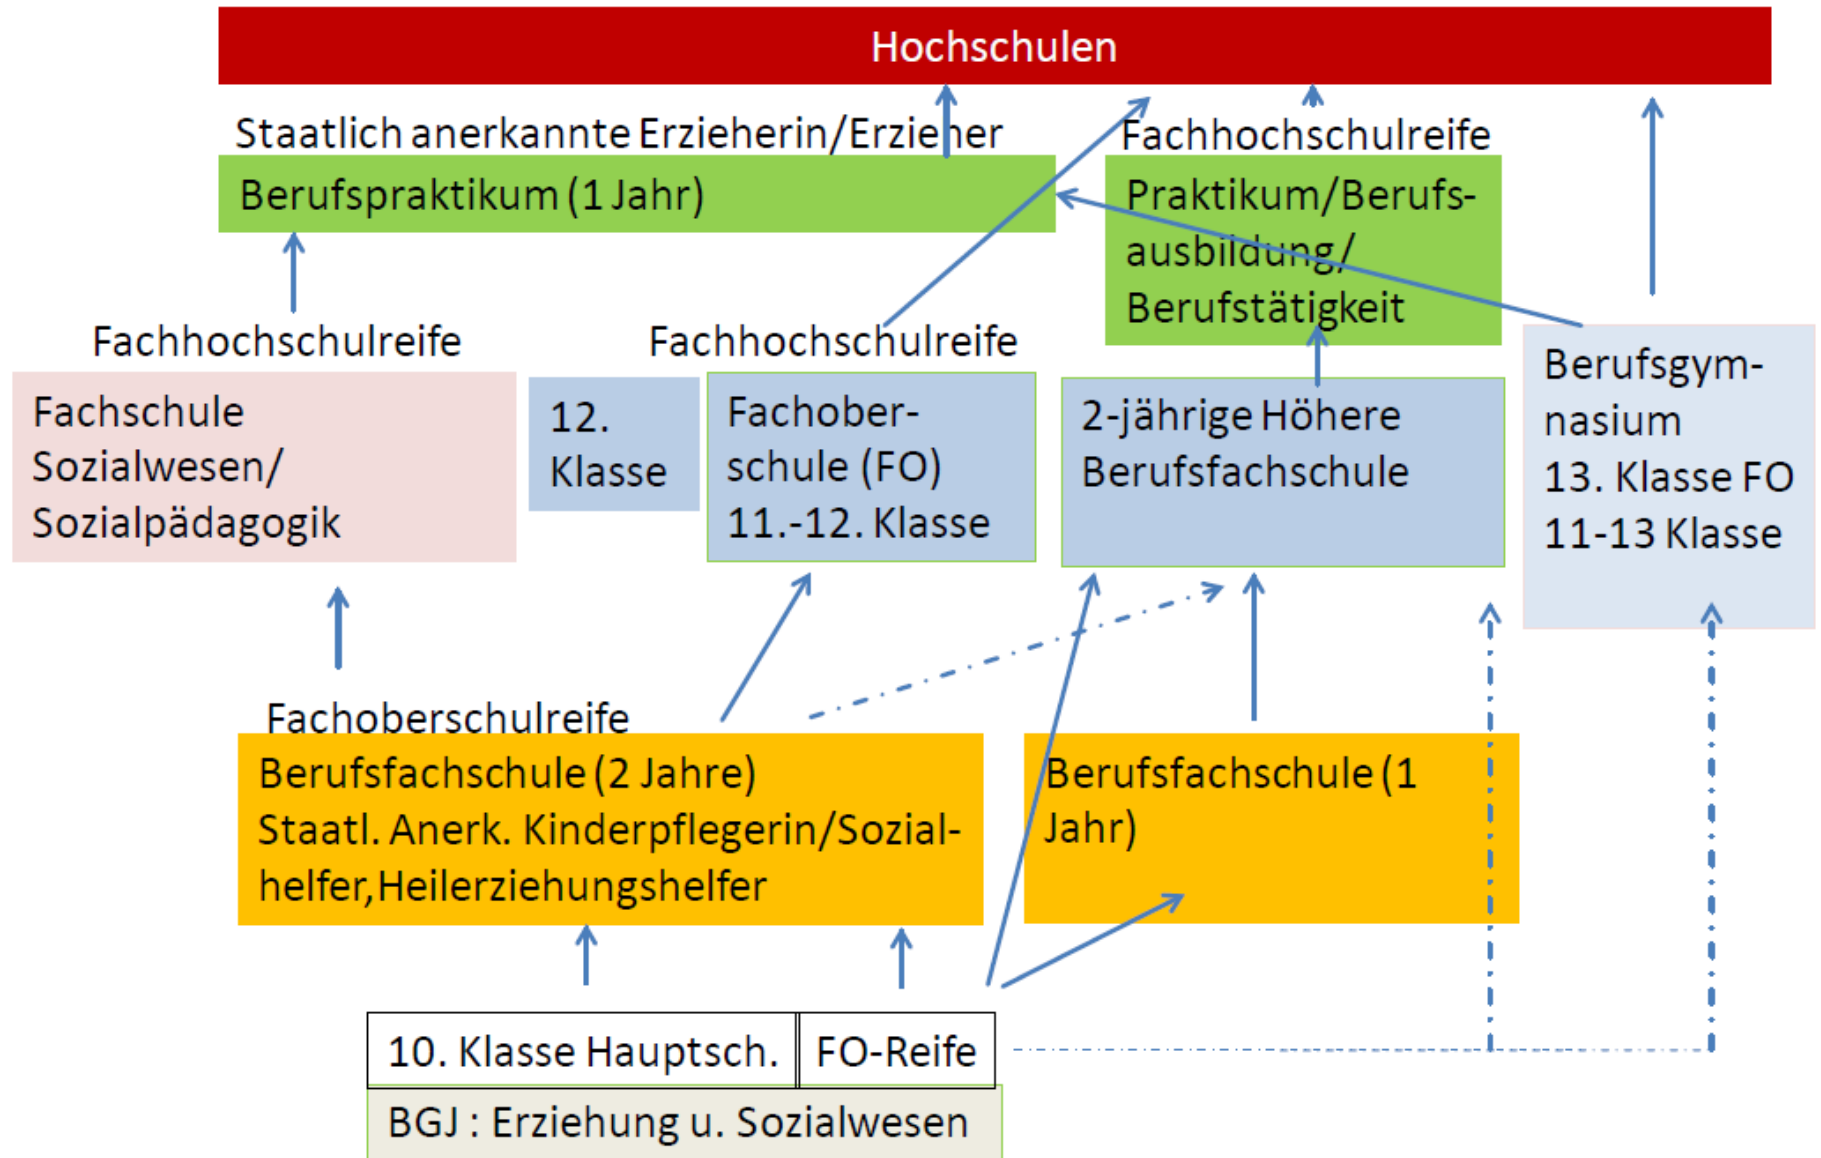 Hochschulen
Staatlich anerkannte Erzieherin/Erzieher
Berufspraktikum (1 Jahr)
Fachhochschulreife
Praktikum/Berufs-
ausbildung/
Berufstätigkeit
Fachhochschulreife
Fachschule
Sozialwesen/
Sozialpädagogik
12.
Klasse
Fachhochschulreife
Fachober-
schule (FO)
11.-12. Klasse
2-jährige Höhere
Berufsfachschule
Berufsgym-
nasium
13. Klasse FO
11-13 Klasse
Fachoberschulreife
Berufsfachschule (2 Jahre)
Staatl. Anerk. Kinderpflegerin/Sozial-
helfer,Heilerziehungshelfer
Berufsfachschule (1
Jahr)
10. Klasse Hauptsch.
FO-Reife
BGJ : Erziehung u. Sozialwesen